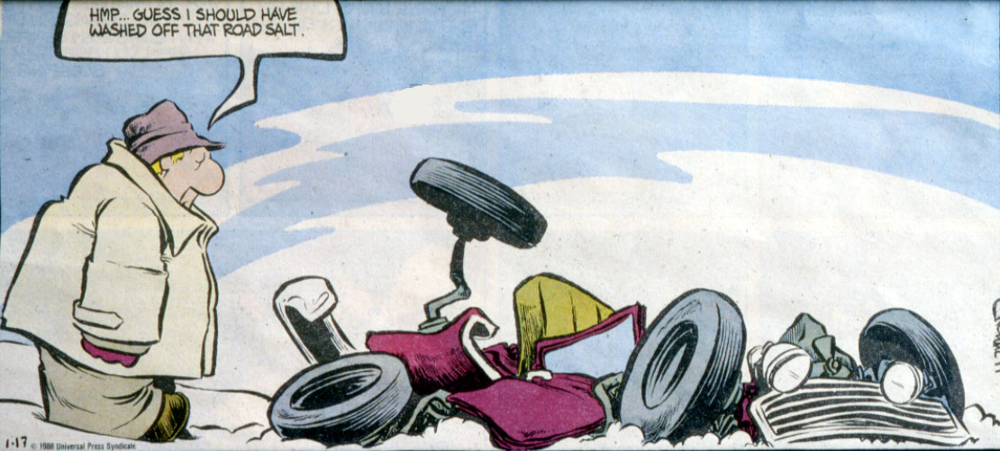 HMP... GUESS I SHOULD HAVE
WASHED OFF THAT ROAD SALT.
1-17 © 1988 Universal Press Syndicate